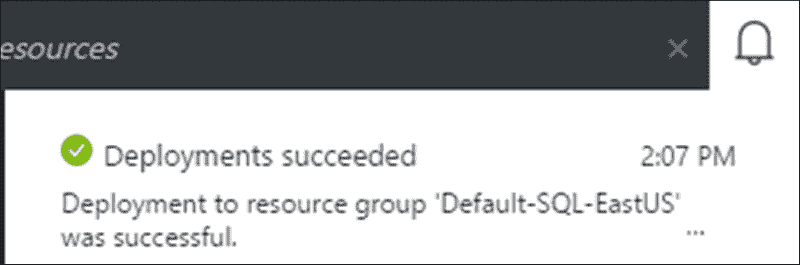 esources
Deployments succeeded 2:07 PM
Deployment to resource group 'Default-SQL-EastUS'
was successful. ...